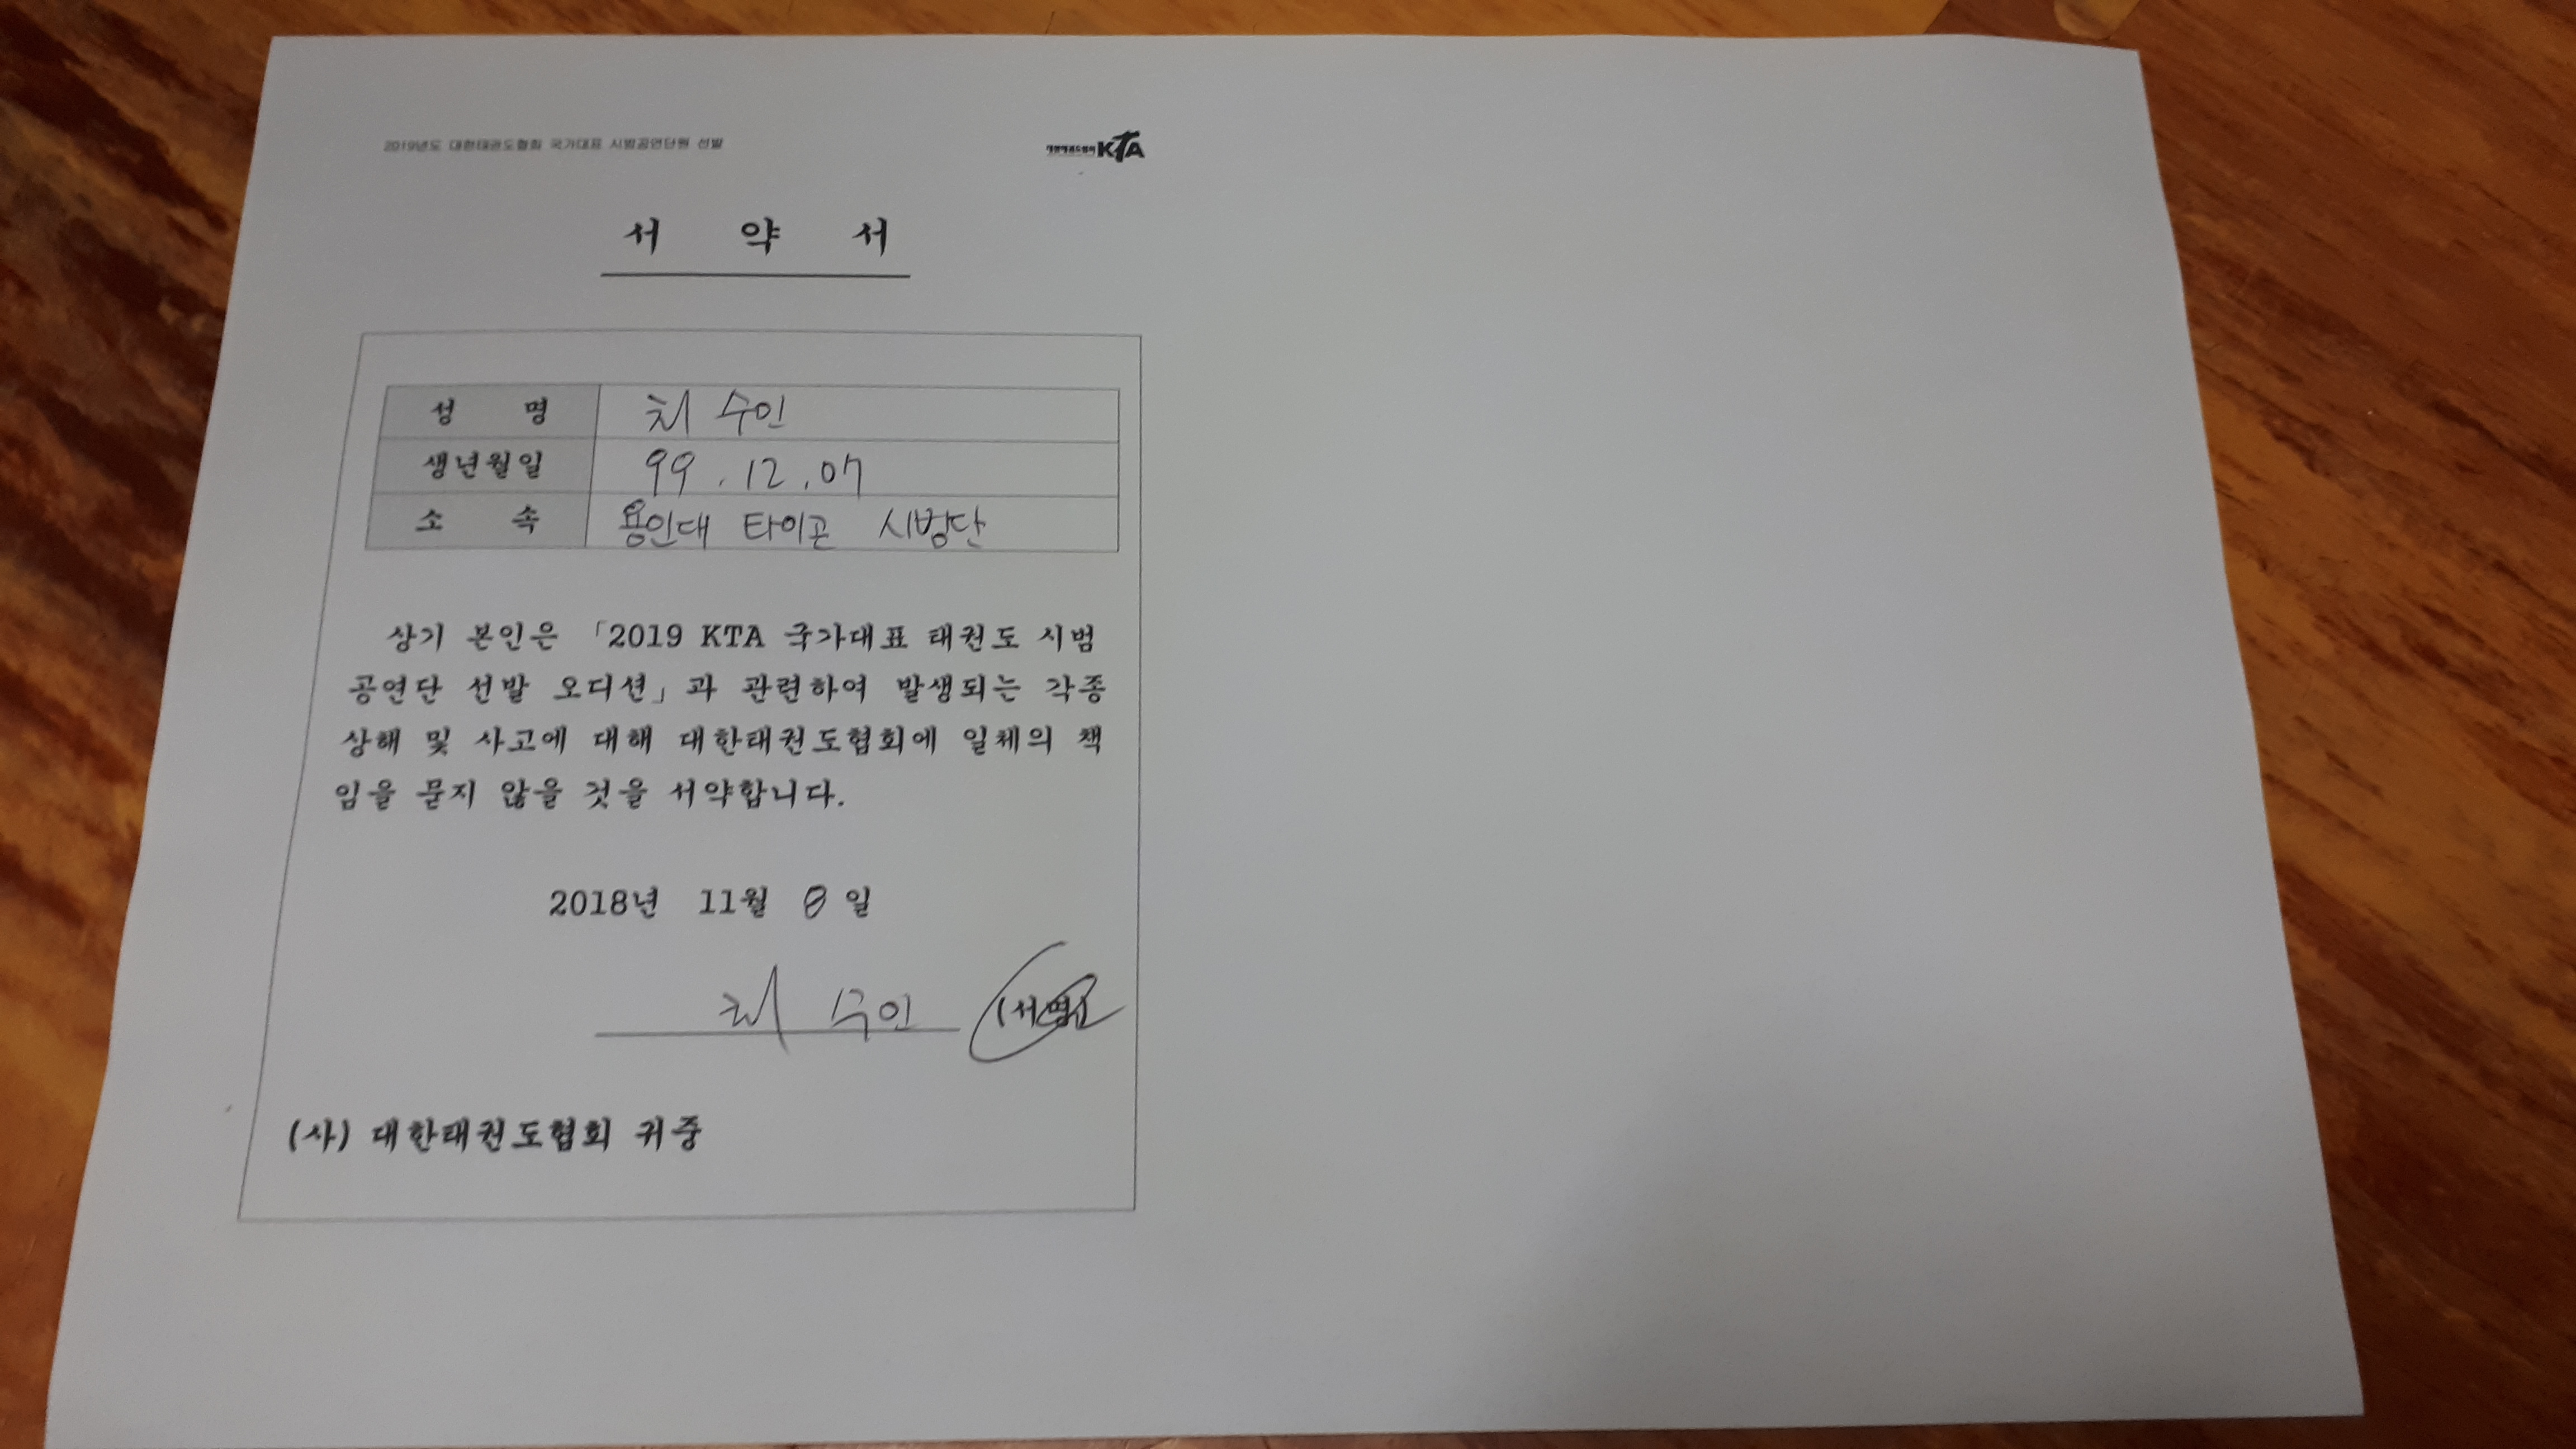 2019년도 대한태권도협회 국가대표 시범공연단원 선발
대한태권도협회 KTA
서 약 서
성 명 최 수인
생년월일 99.12.07
소 속 용인대 타이곤 시범단
상기 본인은 「2019 KTA 국가대표 태권도 시범
공연단 선발 오디션」과 관련하여 발생되는 각종
상해 및 사고에 대해 대한태권도협회에 일체의 책
임을 묻지 않을 것을 서약합니다.
2018년 11월 8일
최 수인 (서명)
(사) 대한태권도협회 귀중